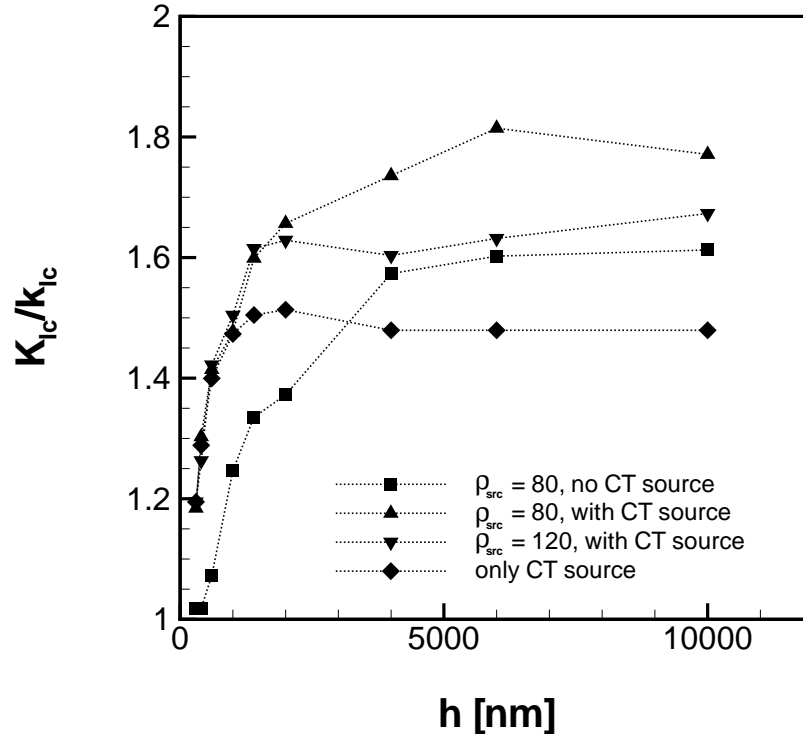 2
1.8
1.6
1.4
1.2
1
K_Ic/k_Ic
0 5000 10000
h [nm]
ρ_src = 80, no CT source
ρ_src = 80, with CT source
ρ_src = 120, with CT source
only CT source